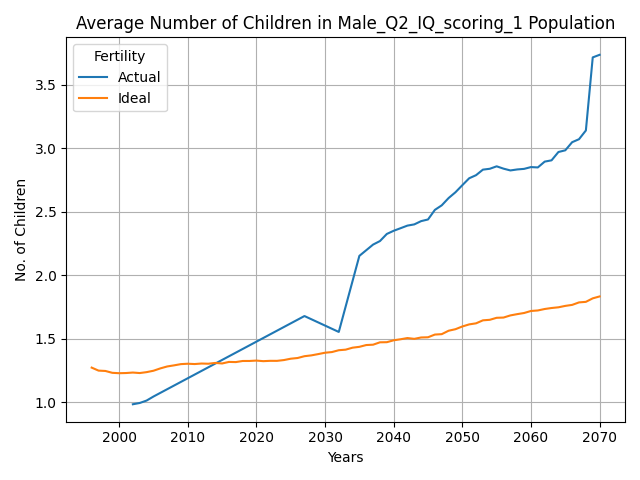 Average Number of Children in Male_Q2_IQ_scoring_1 Population
Fertility
Actual
Ideal
No. of Children
3.5
3.0
2.5
2.0
1.5
1.0
2000 2010 2020 2030 2040 2050 2060 2070
Years